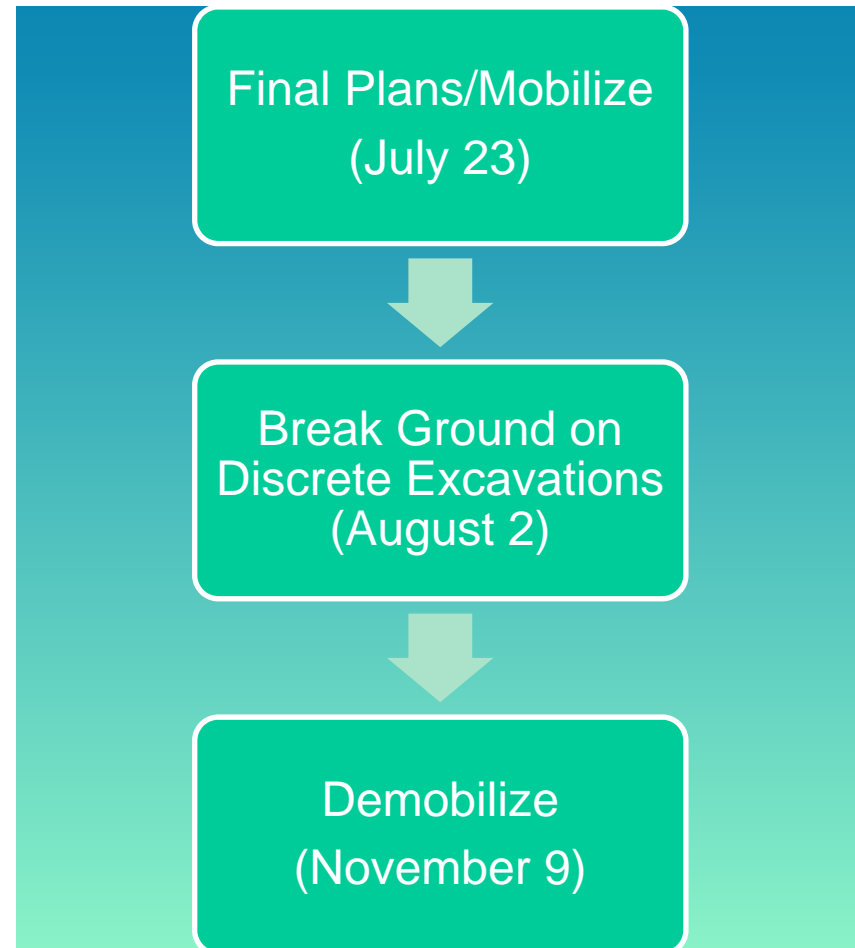 Final Plans/Mobilize
(July 23)
Break Ground on
Discrete Excavations
(August 2)
Demobilize
(November 9)